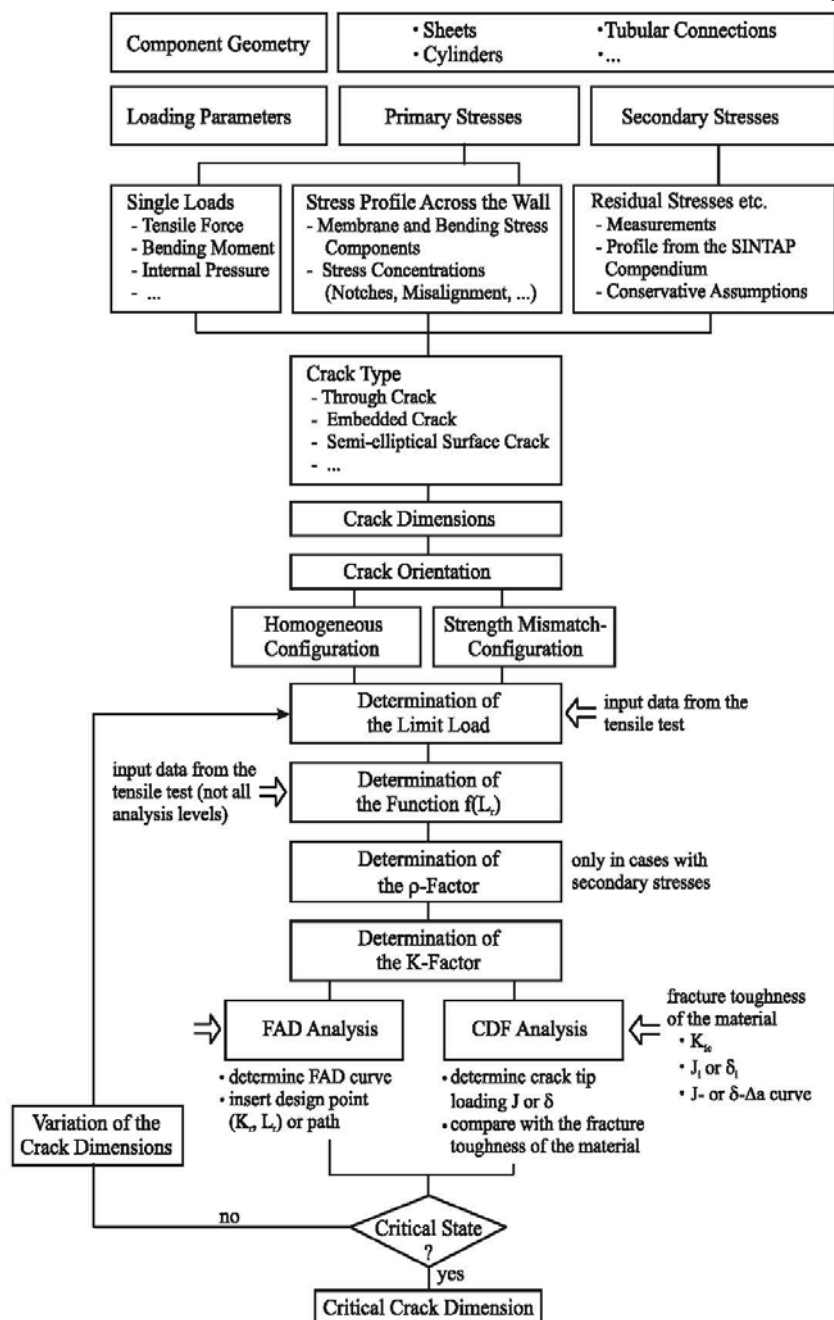 Component Geometry
· Sheets
· Tubular Connections
· Cylinders
· ...
Loading Parameters
Primary Stresses
Secondary Stresses
Single Loads
- Tensile Force
- Bending Moment
- Internal Pressure
- ...
Stress Profile Across the Wall
- Membrane and Bending Stress
Components
- Stress Concentrations
(Notches, Misalignment, ...)
Residual Stresses etc.
- Measurements
- Profile from the SINTAP
Compendium
- Conservative Assumptions
Crack Type
- Through Crack
- Embedded Crack
- Semi-elliptical Surface Crack
- ...
Crack Dimensions
Crack Orientation
Homogeneous
Configuration
Strength Mismatch-
Configuration
Determination of
the Limit Load
input data from the
tensile test
input data from the
tensile test (not all
analysis levels)
Determination of
the Function f(Lᵣ)
Determination of
the ρ-Factor
only in cases with
secondary stresses
Determination of
the K-Factor
FAD Analysis
CDF Analysis
fracture toughness
of the material
· K_Ic
· J_i or δ_i
· J- or δ-Δa curve
· determine FAD curve
· insert design point
(Kᵣ, Lᵣ) or path
· determine crack tip
loading J or δ
· compare with the fracture
toughness of the material
Variation of the
Crack Dimensions
no
Critical State
?
yes
Critical Crack Dimension